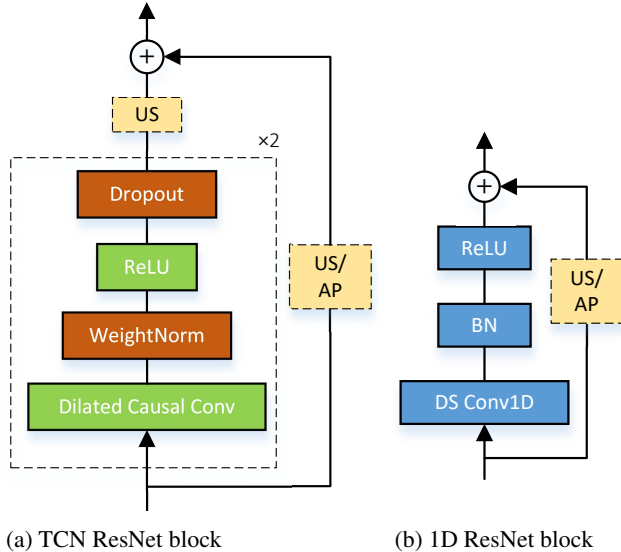 +
US
×2
Dropout
ReLU
WeightNorm
Dilated Causal Conv
US/
AP
(a) TCN ResNet block
+
ReLU
BN
DS Conv1D
US/
AP
(b) 1D ResNet block